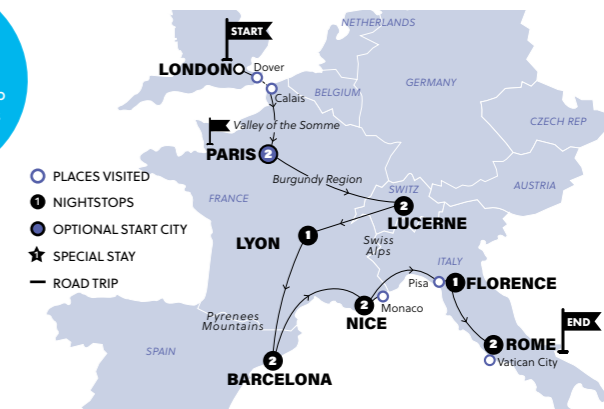 START
NETHERLANDS
LONDON
Dover
Calais
BELGIUM
GERMANY
Valley of the Somme
CZECH REP
PARIS
2
Burgundy Region
PLACES VISITED
1 NIGHTSTOPS
OPTIONAL START CITY
1 SPECIAL STAY
ROAD TRIP
FRANCE
SWITZ
AUSTRIA
2
LUCERNE
LYON
1
Swiss
Alps
ITALY
Pisa
1 FLORENCE
Monaco
2
NICE
Pyrenees
Mountains
END
2 ROME
Vatican City
SPAIN
2
BARCELONA